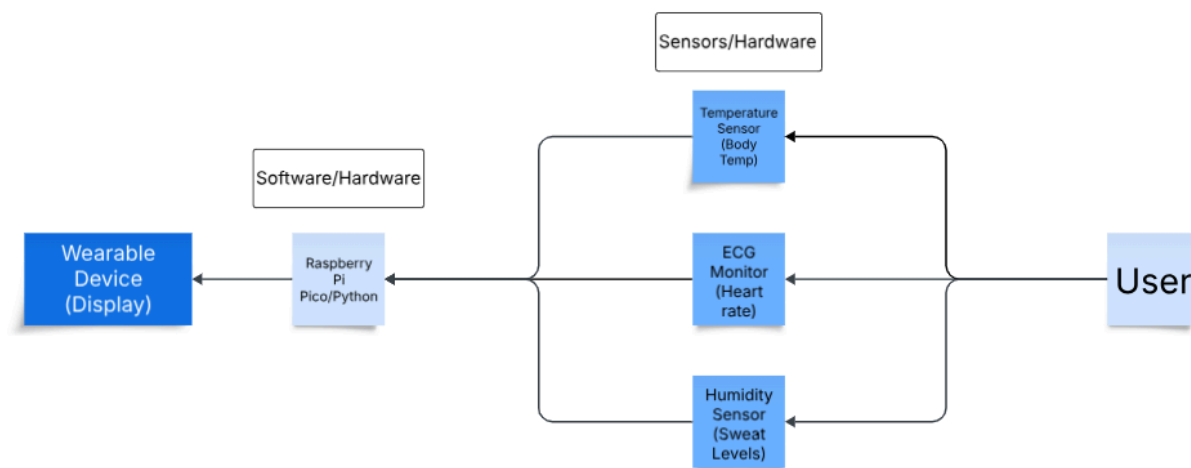 Sensors/Hardware
Temperature
Sensor
(Body
Temp)
Software/Hardware
Wearable
Device
(Display)
Raspberry
Pi
Pico/Python
ECG
Monitor
(Heart
rate)
User
Humidity
Sensor
(Sweat
Levels)